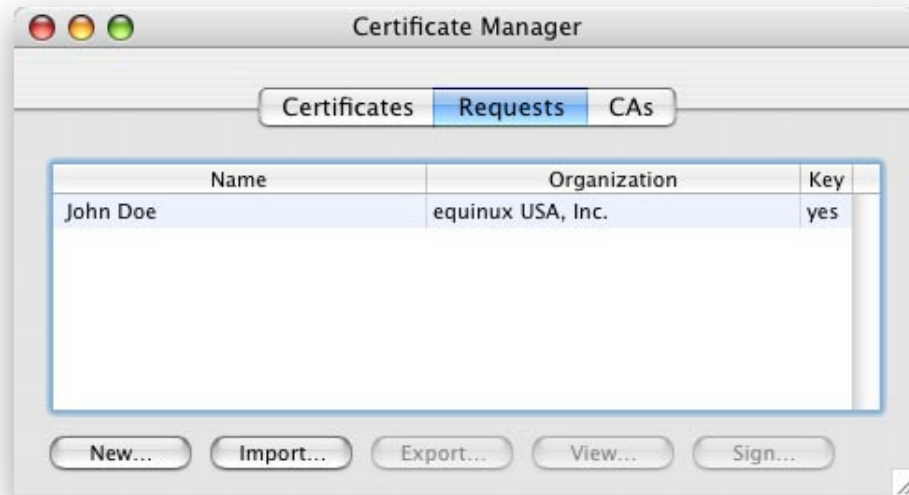 Certificate Manager
Certificates Requests CAs
Name Organization Key
John Doe equinux USA, Inc. yes
New... Import... Export... View... Sign...